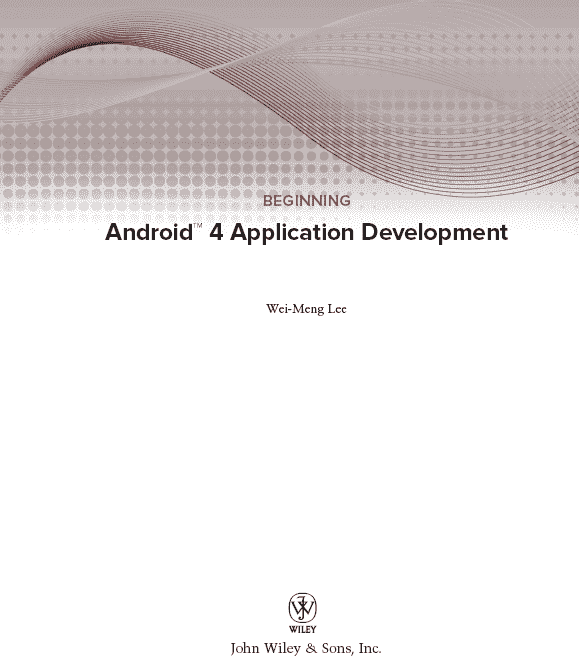 BEGINNING
Android™ 4 Application Development
Wei-Meng Lee
WILEY
John Wiley & Sons, Inc.